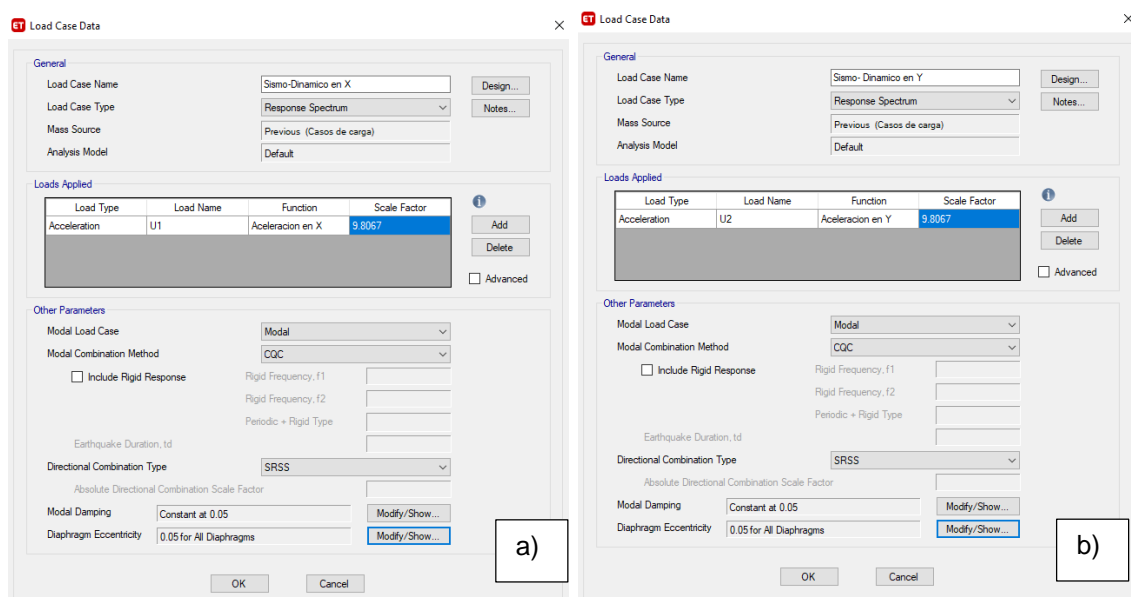 ET Load Case Data
General
Load Case Name Sismo-Dinamico en X Design...
Load Case Type Response Spectrum Notes...
Mass Source Previous (Casos de carga)
Analysis Model Default
Loads Applied
Load Type Load Name Function Scale Factor
Acceleration U1 Aceleracion en X 9.8067 Add
Delete
Advanced
Other Parameters
Modal Load Case Modal
Modal Combination Method CQC
Include Rigid Response Rigid Frequency, f1
Rigid Frequency, f2
Periodic + Rigid Type
Earthquake Duration, td
Directional Combination Type SRSS
Absolute Directional Combination Scale Factor
Modal Damping Constant at 0.05 Modify/Show...
Diaphragm Eccentricity 0.05 for All Diaphragms Modify/Show...
OK Cancel
a)
ET Load Case Data
General
Load Case Name Sismo- Dinamico en Y Design...
Load Case Type Response Spectrum Notes...
Mass Source Previous (Casos de carga)
Analysis Model Default
Loads Applied
Load Type Load Name Function Scale Factor
Acceleration U2 Aceleracion en Y 9.8067 Add
Delete
Advanced
Other Parameters
Modal Load Case Modal
Modal Combination Method CQC
Include Rigid Response Rigid Frequency, f1
Rigid Frequency, f2
Periodic + Rigid Type
Earthquake Duration, td
Directional Combination Type SRSS
Absolute Directional Combination Scale Factor
Modal Damping Constant at 0.05 Modify/Show...
Diaphragm Eccentricity 0.05 for All Diaphragms Modify/Show...
OK Cancel
b)